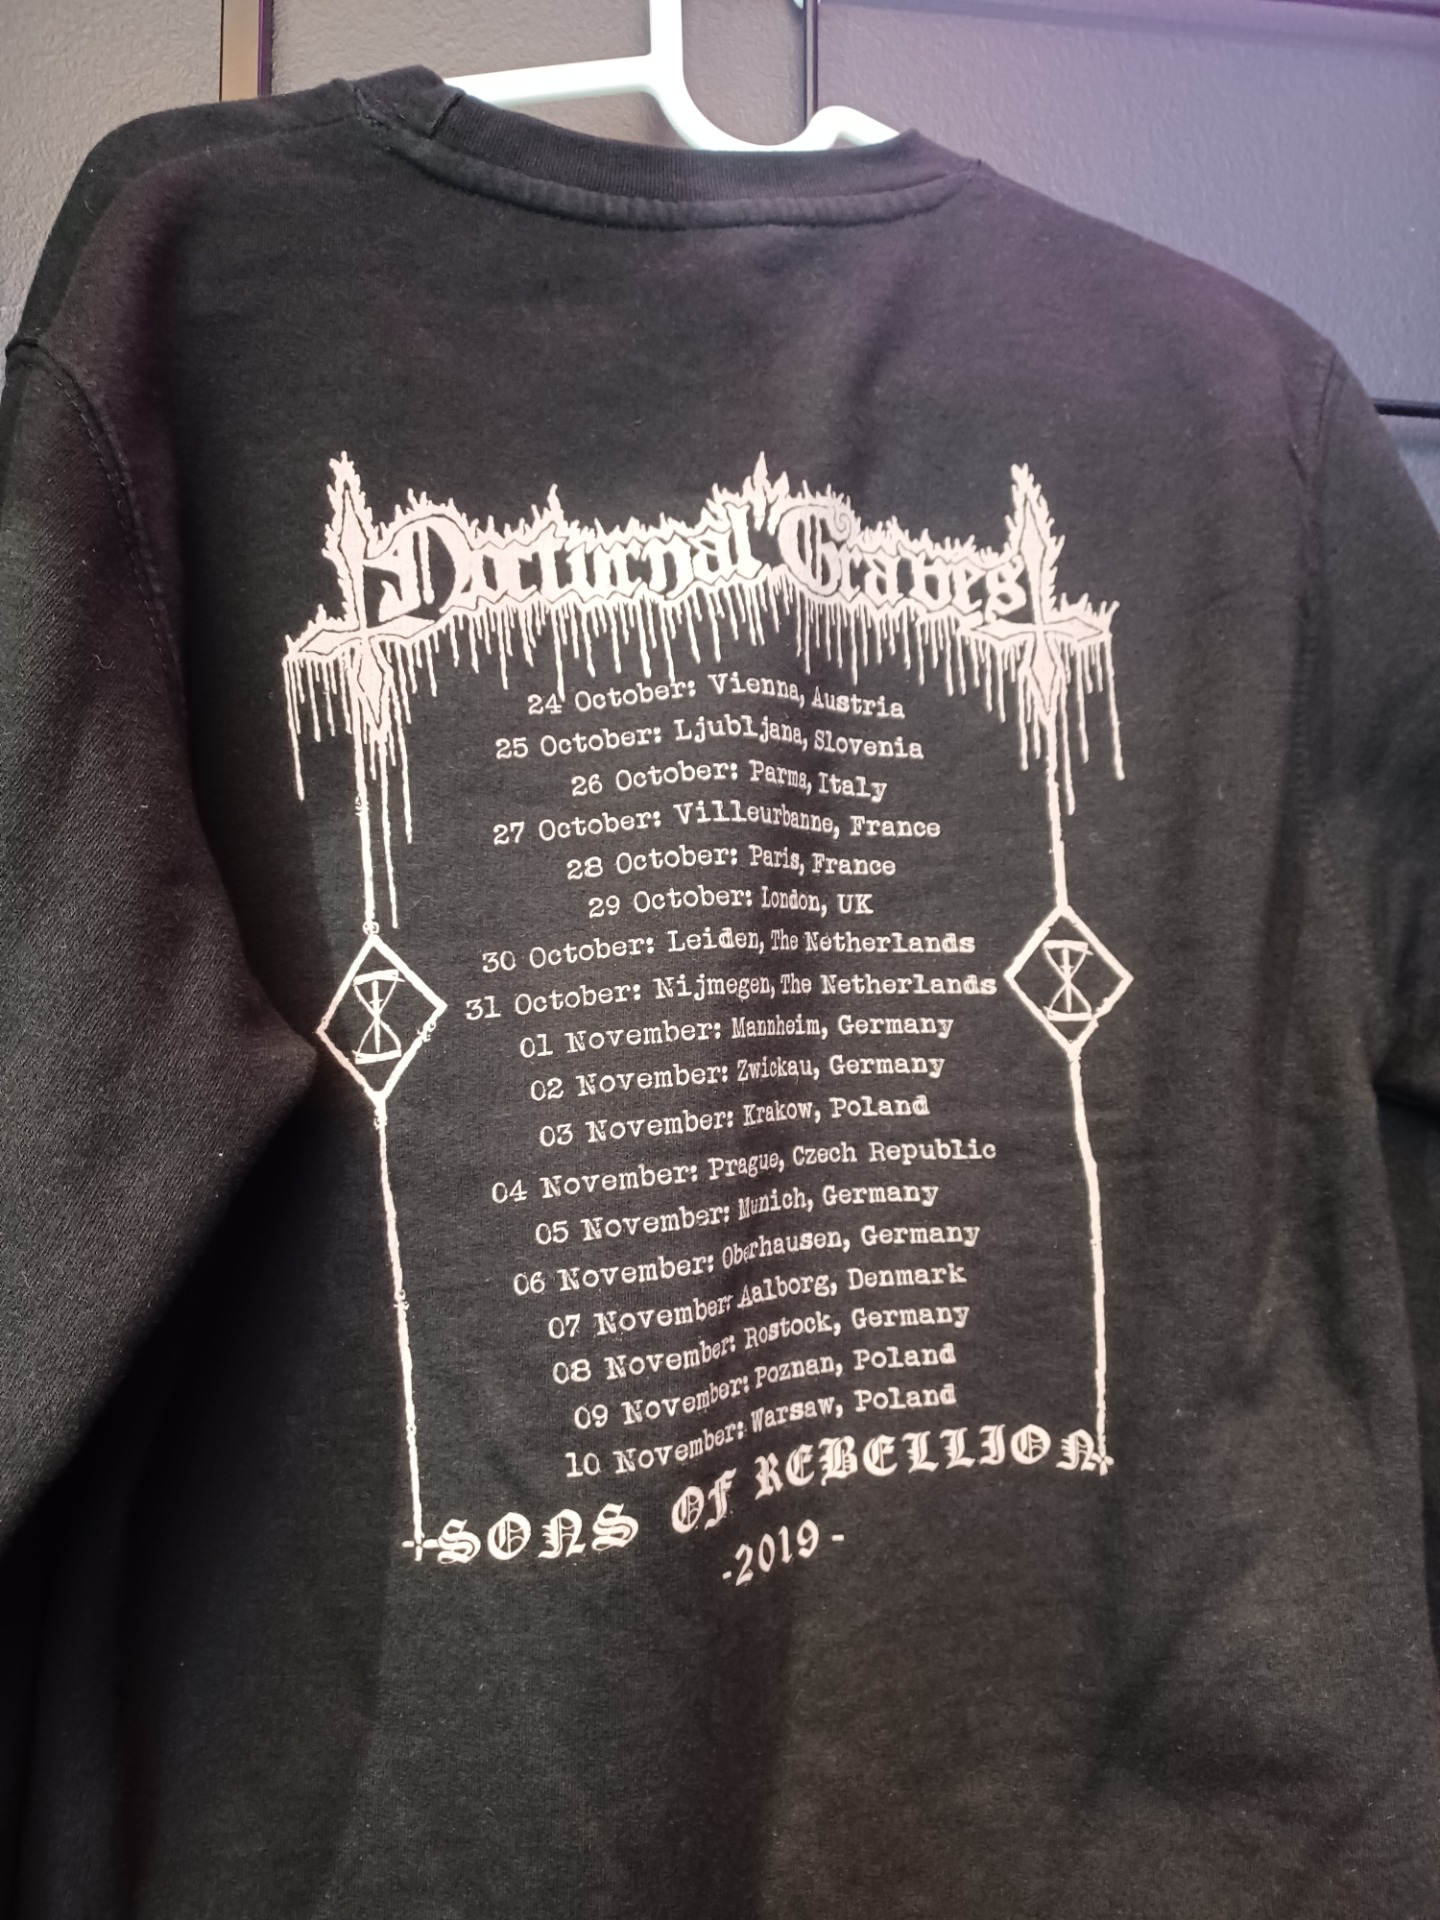 Nocturnal Graves
24 October: Vienna, Austria
25 October: Ljubljana, Slovenia
26 October: Parma, Italy
27 October: Villeurbanne, France
28 October: Paris, France
29 October: London, UK
30 October: Leiden, The Netherlands
31 October: Nijmegen, The Netherlands
01 November: Mannheim, Germany
02 November: Zwickau, Germany
03 November: Krakow, Poland
04 November: Prague, Czech Republic
05 November: Munich, Germany
06 November: Oberhausen, Germany
07 November: Aalborg, Denmark
08 November: Rostock, Germany
09 November: Poznan, Poland
10 November: Warsaw, Poland
SONS OF REBELLION
-2019-